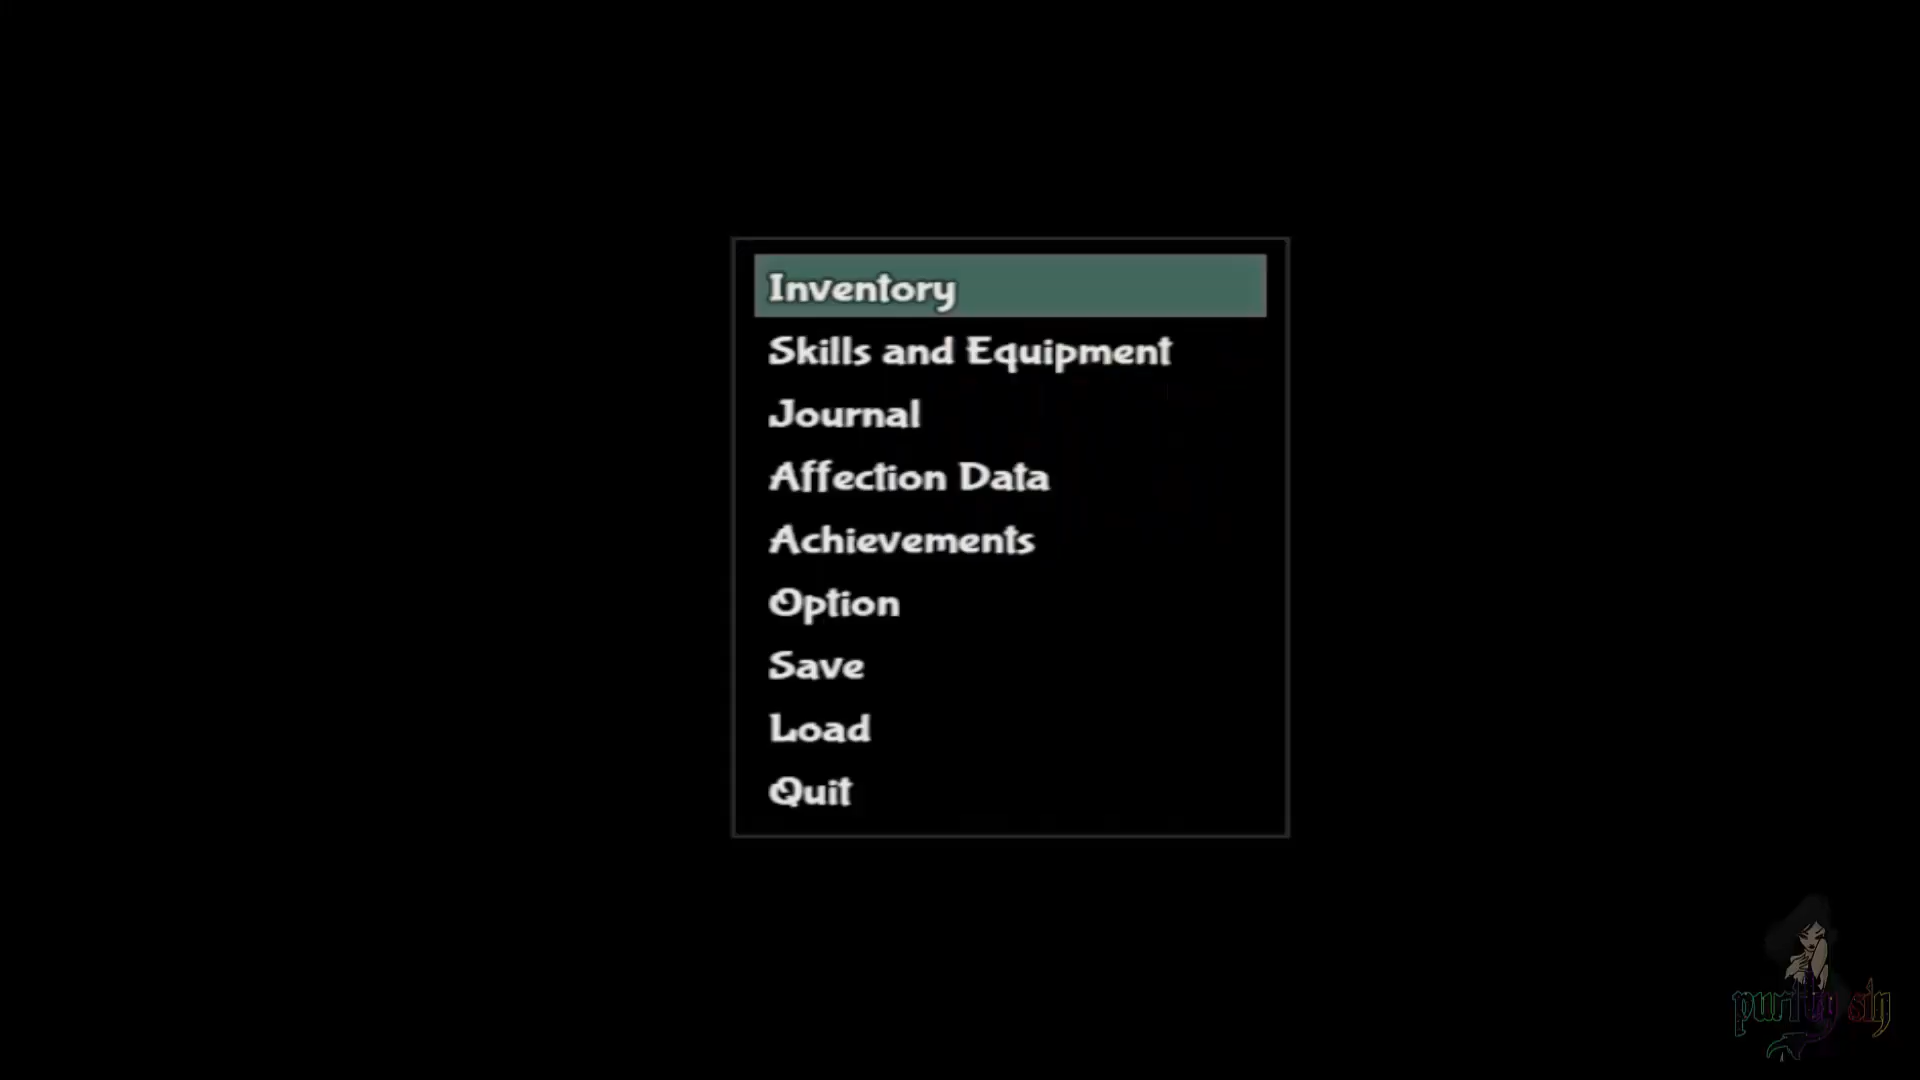 Inventory
Skills and Equipment
Journal
Affection Data
Achievements
Option
Save
Load
Quit